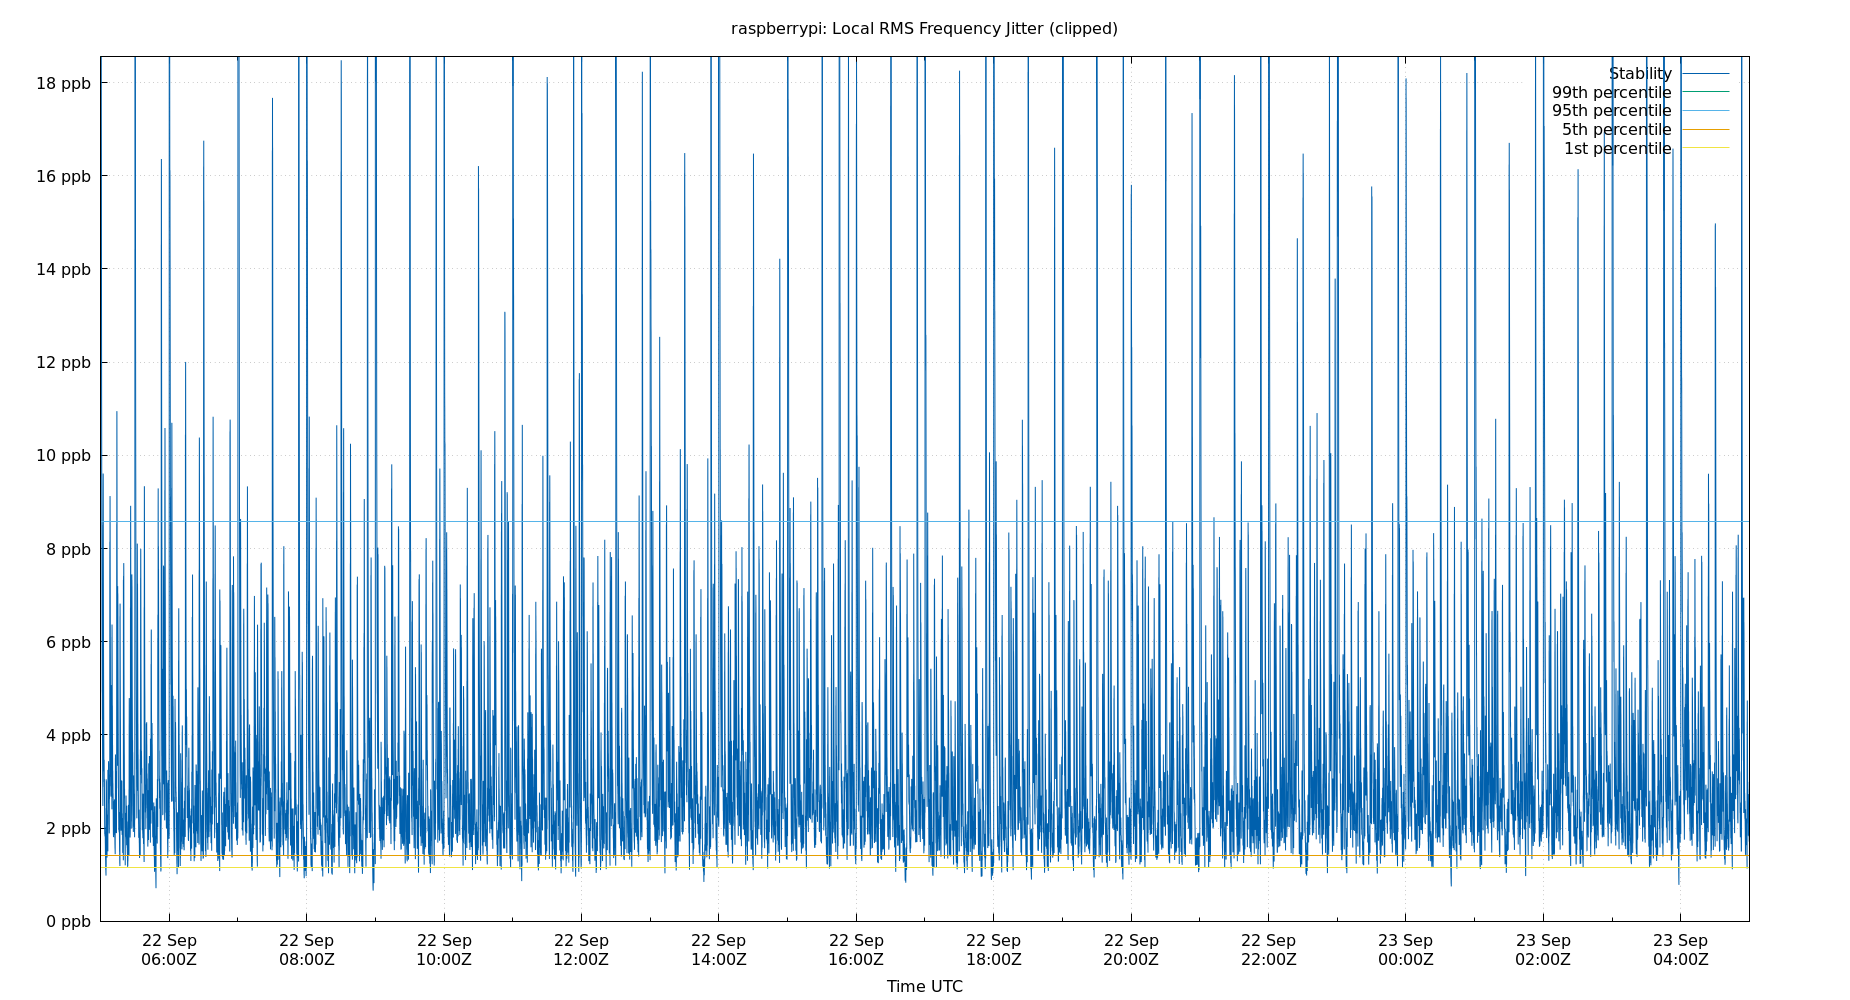 raspberrypi: Local RMS Frequency Jitter (clipped)
Stability
99th percentile
95th percentile
5th percentile
1st percentile
18 ppb
16 ppb
14 ppb
12 ppb
10 ppb
8 ppb
6 ppb
4 ppb
2 ppb
0 ppb
22 Sep 22 Sep 22 Sep 22 Sep 22 Sep 22 Sep 22 Sep 22 Sep 22 Sep 23 Sep 23 Sep 23 Sep
06:00Z 08:00Z 10:00Z 12:00Z 14:00Z 16:00Z 18:00Z 20:00Z 22:00Z 00:00Z 02:00Z 04:00Z
Time UTC